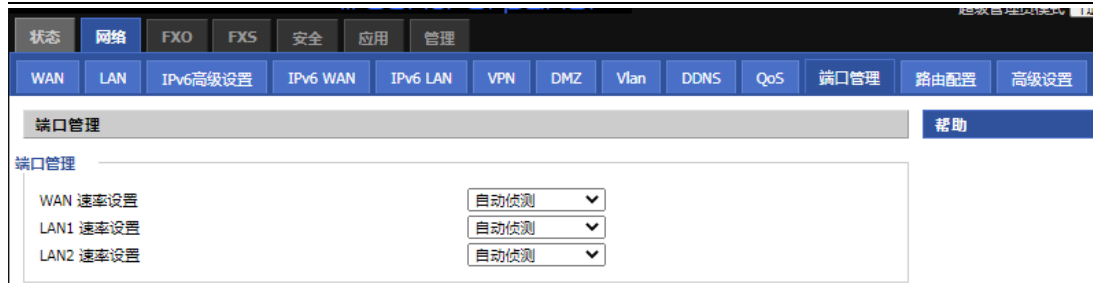 状态 网络 FXO FXS 安全 应用 管理
WAN LAN IPv6高级设置 IPv6 WAN IPv6 LAN VPN DMZ Vlan DDNS QoS 端口管理 路由配置 高级设置
端口管理 帮助
端口管理
WAN 速率设置 自动侦测
LAN1 速率设置 自动侦测
LAN2 速率设置 自动侦测